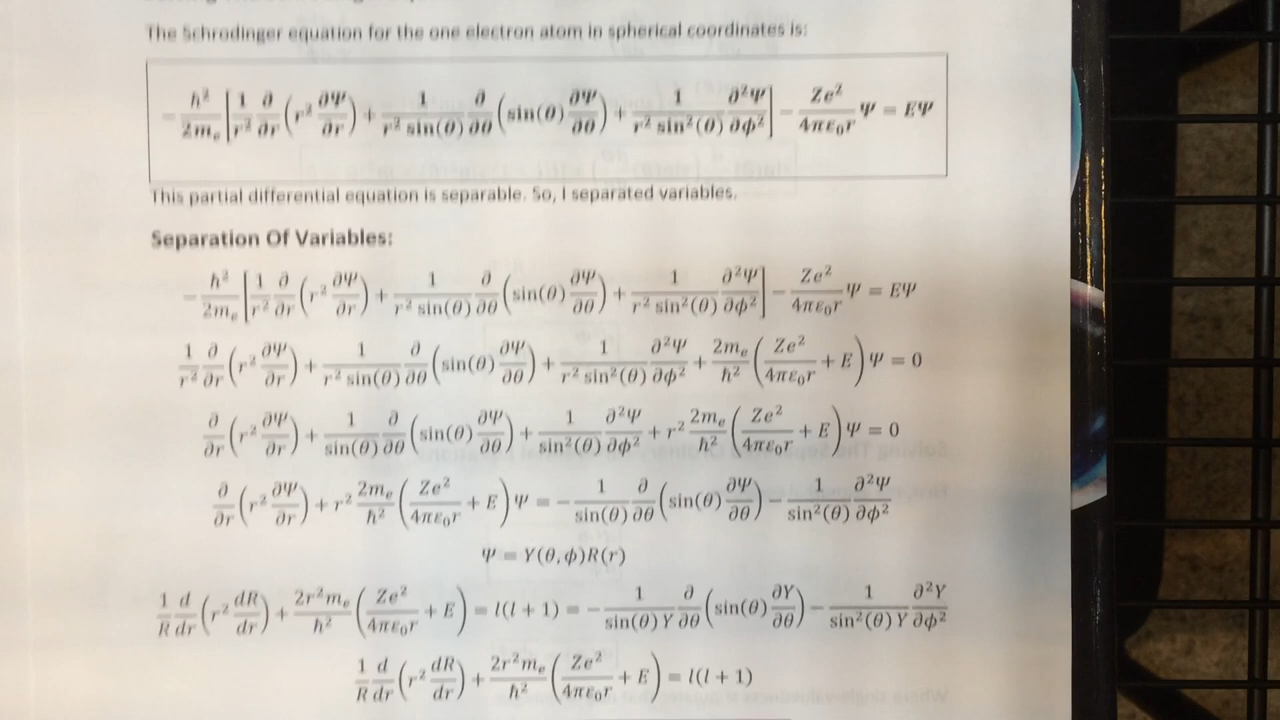 The Schrodinger equation for the one electron atom in spherical coordinates is:
-ħ²/2mₑ [1/r² ∂/∂r (r² ∂Ψ/∂r) + 1/(r² sin(θ)) ∂/∂θ (sin(θ) ∂Ψ/∂θ) + 1/(r² sin²(θ)) ∂²Ψ/∂ϕ²] - Ze²/(4πε₀r) Ψ = EΨ
This partial differential equation is separable. So, I separated variables.
Separation Of Variables:
-ħ²/2mₑ [1/r² ∂/∂r (r² ∂Ψ/∂r) + 1/(r² sin(θ)) ∂/∂θ (sin(θ) ∂Ψ/∂θ) + 1/(r² sin²(θ)) ∂²Ψ/∂ϕ²] - Ze²/(4πε₀r) Ψ = EΨ
1/r² ∂/∂r (r² ∂Ψ/∂r) + 1/(r² sin(θ)) ∂/∂θ (sin(θ) ∂Ψ/∂θ) + 1/(r² sin²(θ)) ∂²Ψ/∂ϕ² + 2mₑ/ħ² (Ze²/(4πε₀r) + E) Ψ = 0
∂/∂r (r² ∂Ψ/∂r) + 1/sin(θ) ∂/∂θ (sin(θ) ∂Ψ/∂θ) + 1/sin²(θ) ∂²Ψ/∂ϕ² + r² 2mₑ/ħ² (Ze²/(4πε₀r) + E) Ψ = 0
∂/∂r (r² ∂Ψ/∂r) + r² 2mₑ/ħ² (Ze²/(4πε₀r) + E) Ψ = - 1/sin(θ) ∂/∂θ (sin(θ) ∂Ψ/∂θ) - 1/sin²(θ) ∂²Ψ/∂ϕ²
Ψ = Y(θ,ϕ)R(r)
1/R d/dr (r² dR/dr) + 2r²mₑ/ħ² (Ze²/(4πε₀r) + E) = l(l + 1) = - 1/(sin(θ) Y) ∂/∂θ (sin(θ) ∂Y/∂θ) - 1/(sin²(θ) Y) ∂²Y/∂ϕ²
1/R d/dr (r² dR/dr) + 2r²mₑ/ħ² (Ze²/(4πε₀r) + E) = l(l + 1)